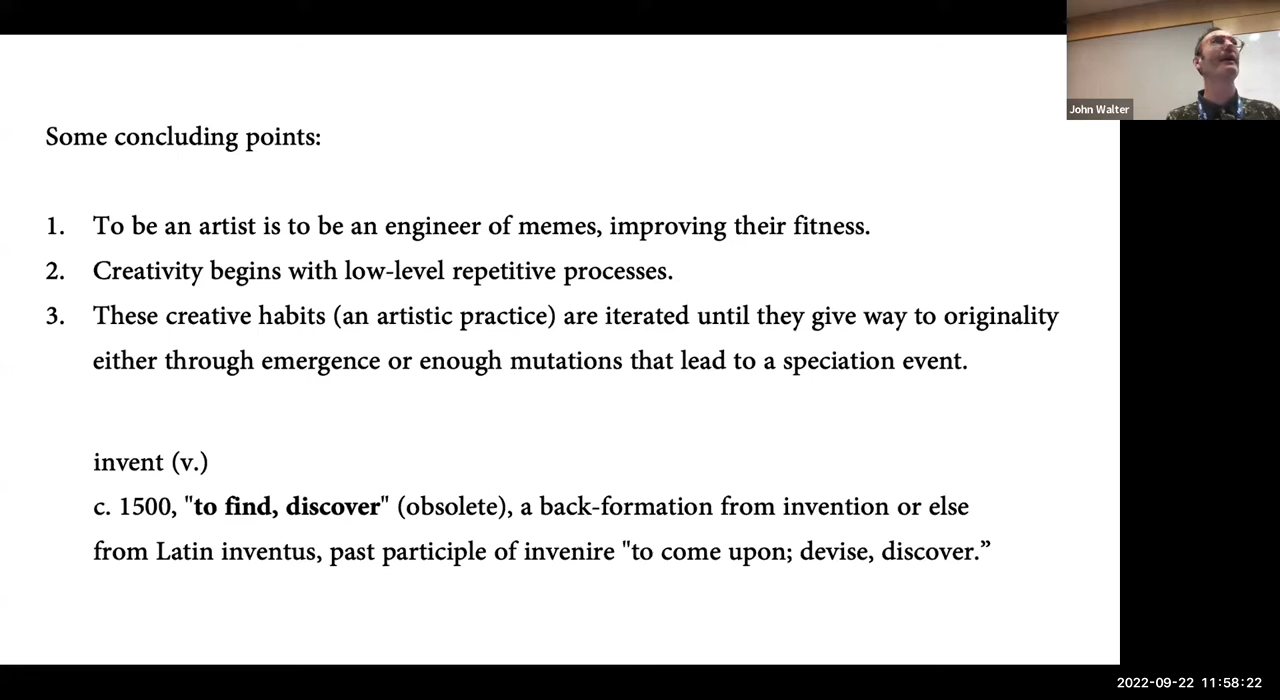 John Walter
Some concluding points:
1. To be an artist is to be an engineer of memes, improving their fitness.
2. Creativity begins with low-level repetitive processes.
3. These creative habits (an artistic practice) are iterated until they give way to originality
either through emergence or enough mutations that lead to a speciation event.
invent (v.)
c. 1500, "to find, discover" (obsolete), a back-formation from invention or else
from Latin inventus, past participle of invenire "to come upon; devise, discover.”
2022-09-22 11:58:22